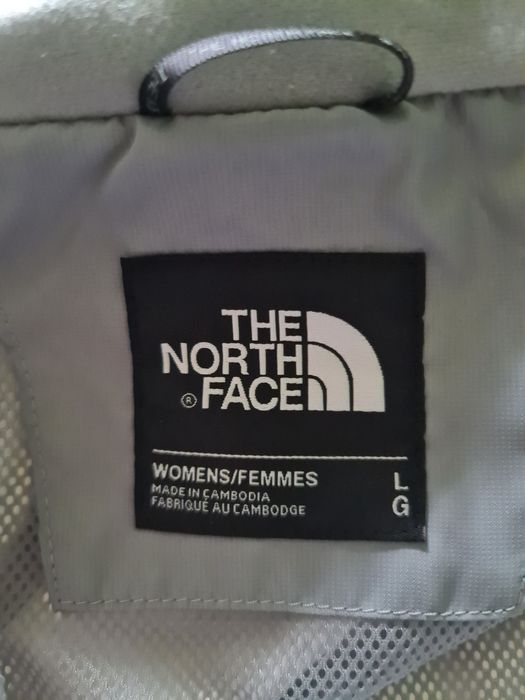 THE
NORTH
® FACE
WOMENS/FEMMES L
MADE IN CAMBODIA
FABRIQUÉ AU CAMBODGE G